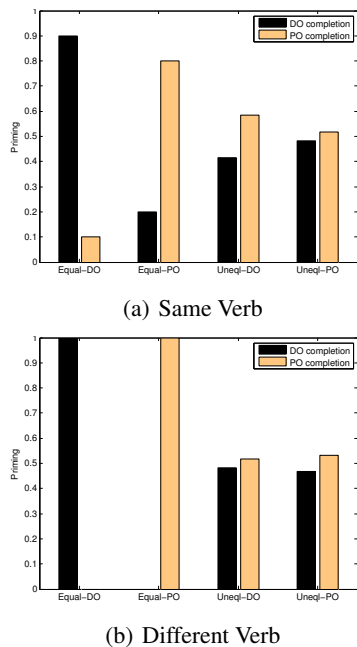 1
0.9
0.8
0.7
0.6
0.5
0.4
0.3
0.2
0.1
0
Priming
DO completion
PO completion
Equal−DO Equal−PO Uneql−DO Uneql−PO
(a) Same Verb
1
0.9
0.8
0.7
0.6
0.5
0.4
0.3
0.2
0.1
0
Priming
DO completion
PO completion
Equal−DO Equal−PO Uneql−DO Uneql−PO
(b) Different Verb